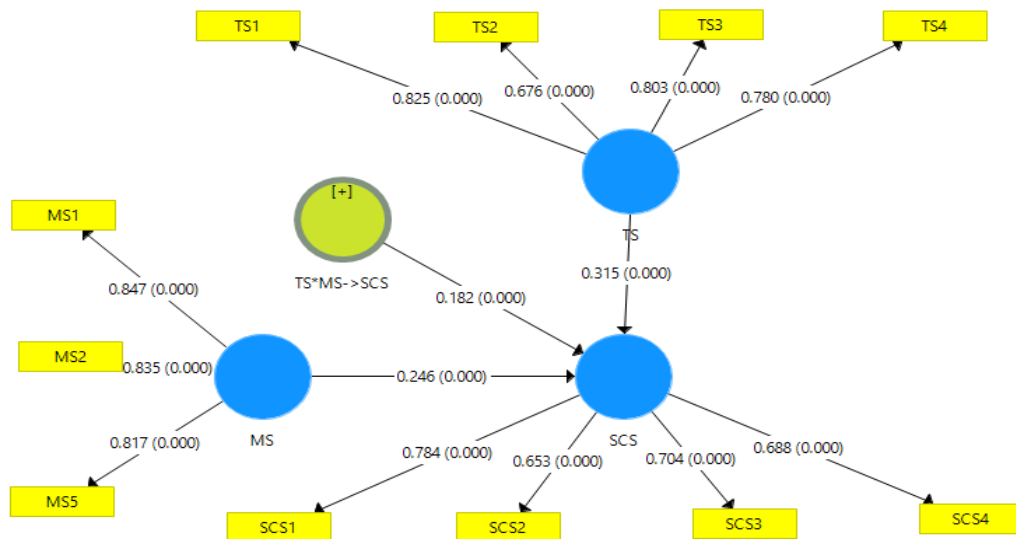 TS1
TS2
TS3
TS4
0.825 (0.000)
0.676 (0.000)
0.803 (0.000)
0.780 (0.000)
[+]
TS
MS1
TS*MS->SCS
0.315 (0.000)
0.847 (0.000)
0.182 (0.000)
MS2
0.835 (0.000)
0.246 (0.000)
MS
SCS
0.817 (0.000)
0.784 (0.000)
0.653 (0.000)
0.704 (0.000)
0.688 (0.000)
MS5
SCS1
SCS2
SCS3
SCS4